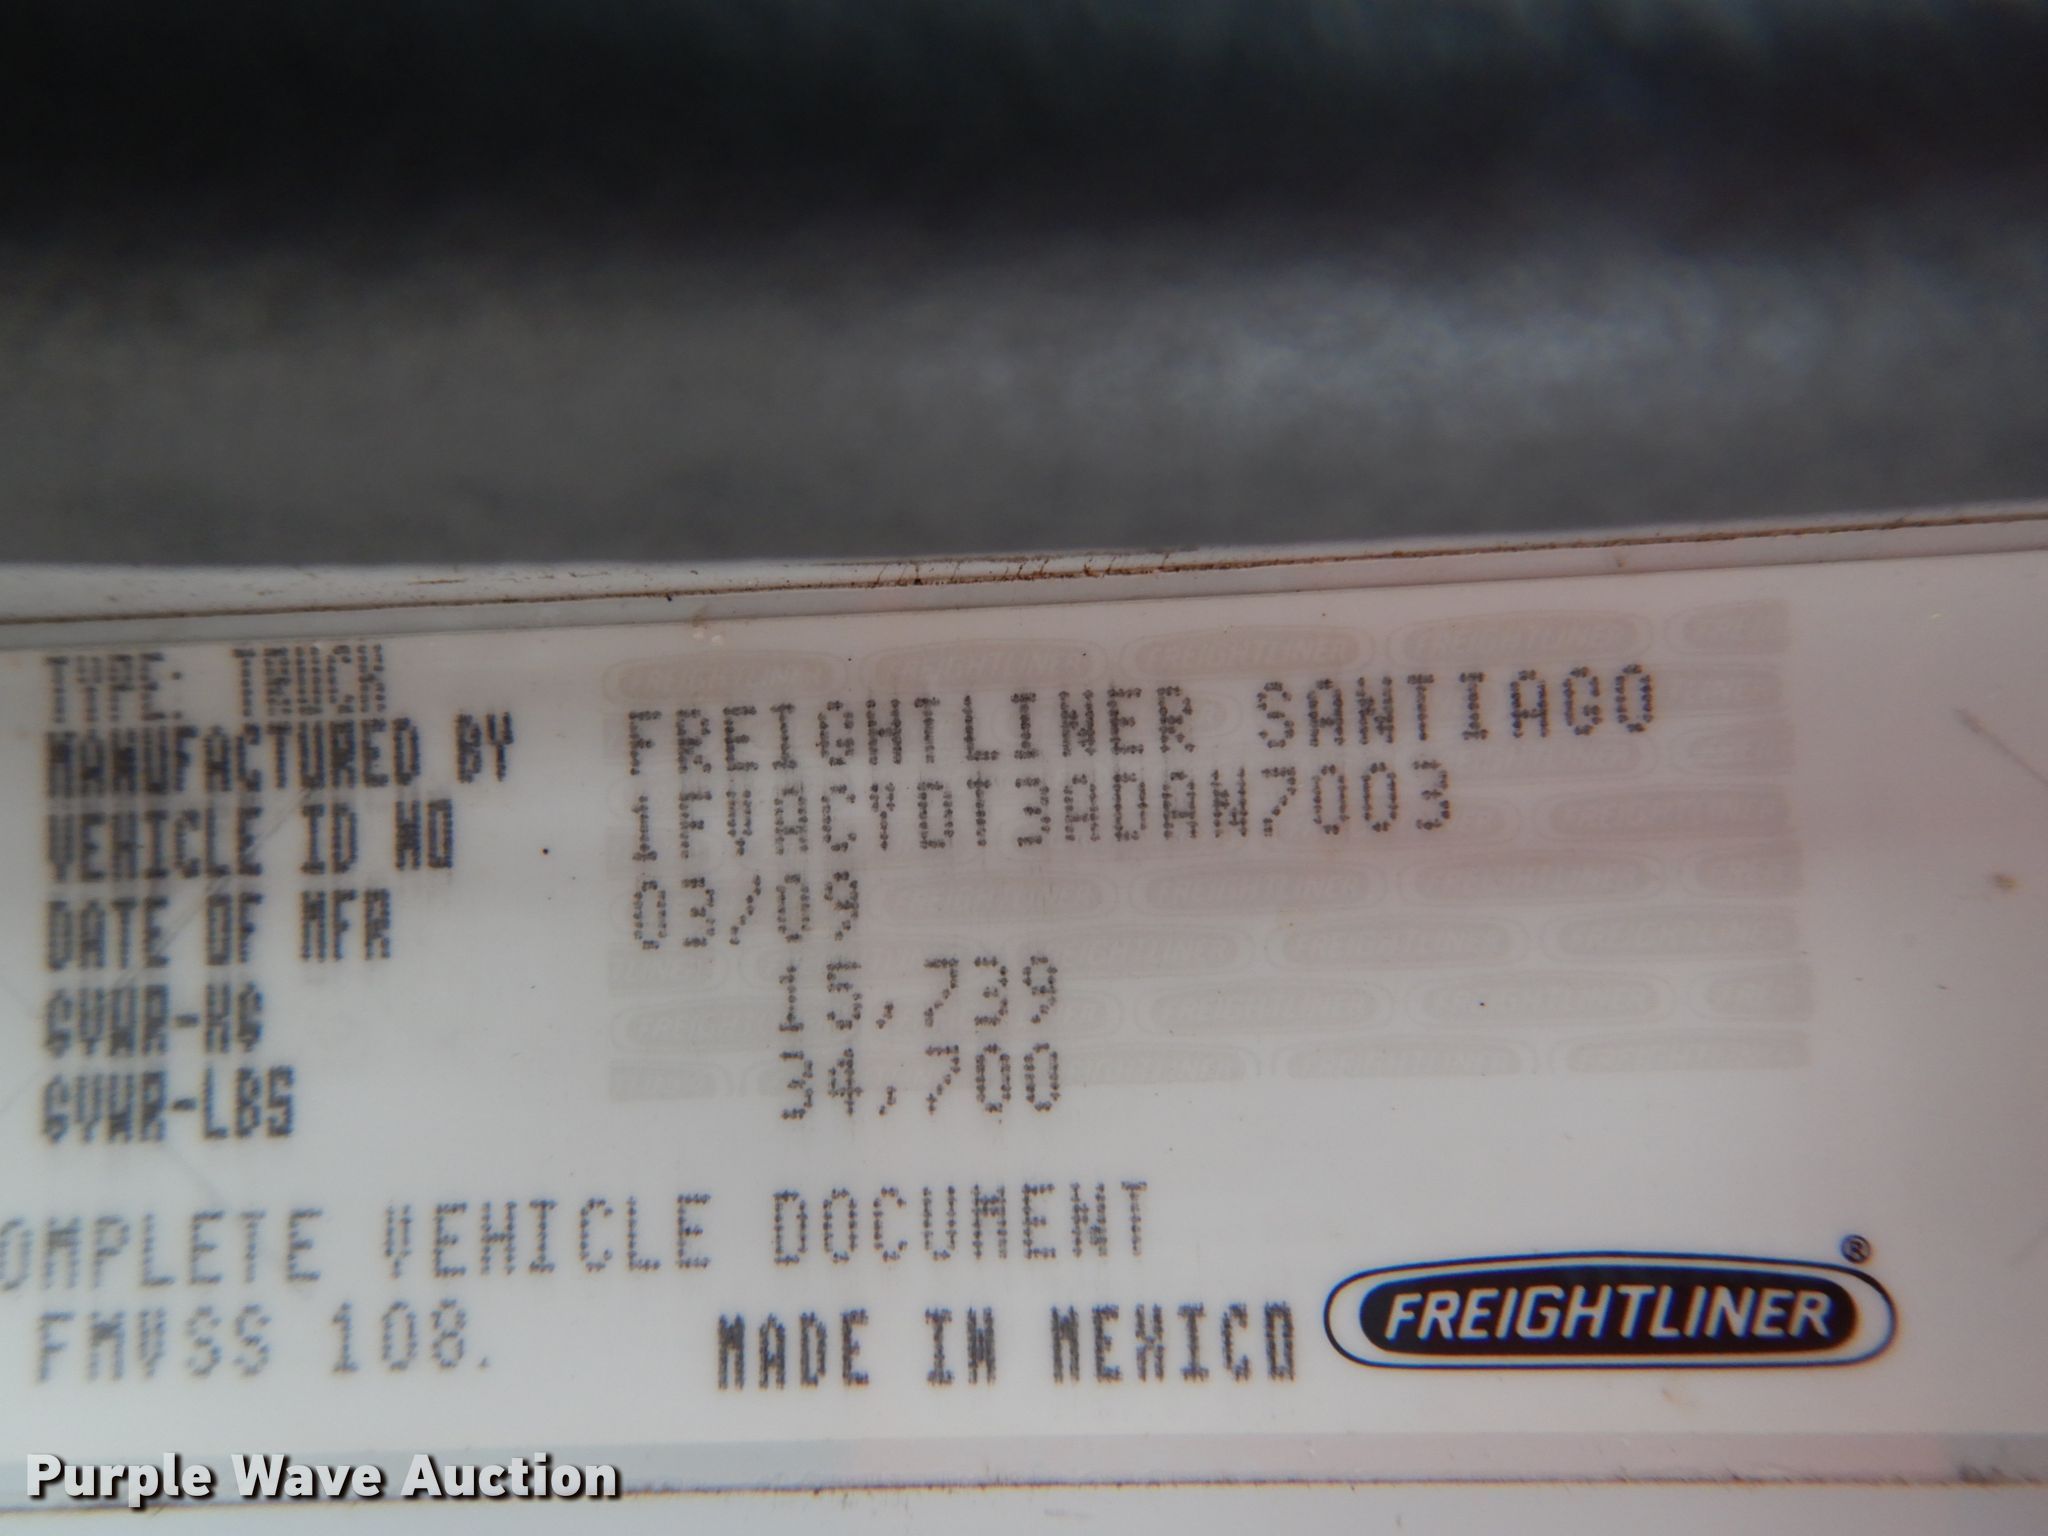 TYPE: TRUCK
MANUFACTURED BY FREIGHTLINER SANTIAGO
VEHICLE ID NO
DATE OF MFR 03/09
GVWR-KG 15,739
GVWR-LBS 34,700
OMPLETE VEHICLE DOCUMENT
FMVSS 108.
MADE IN MEXICO
FREIGHTLINER®
Purple Wave Auction